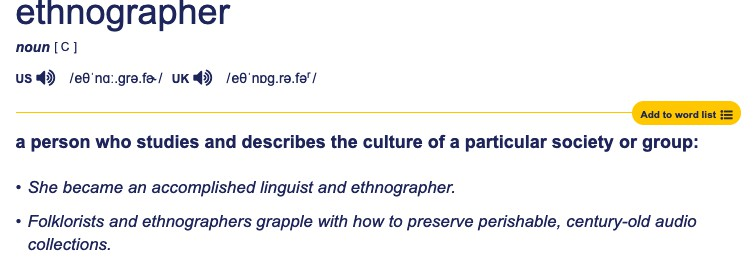 ethnographer
noun [ C ]
US /eθˈnɑː.ɡrə.fɚ/ UK /eθˈnɒɡ.rə.fəʳ/
Add to word list
a person who studies and describes the culture of a particular society or group:
• She became an accomplished linguist and ethnographer.
• Folklorists and ethnographers grapple with how to preserve perishable, century-old audio
collections.